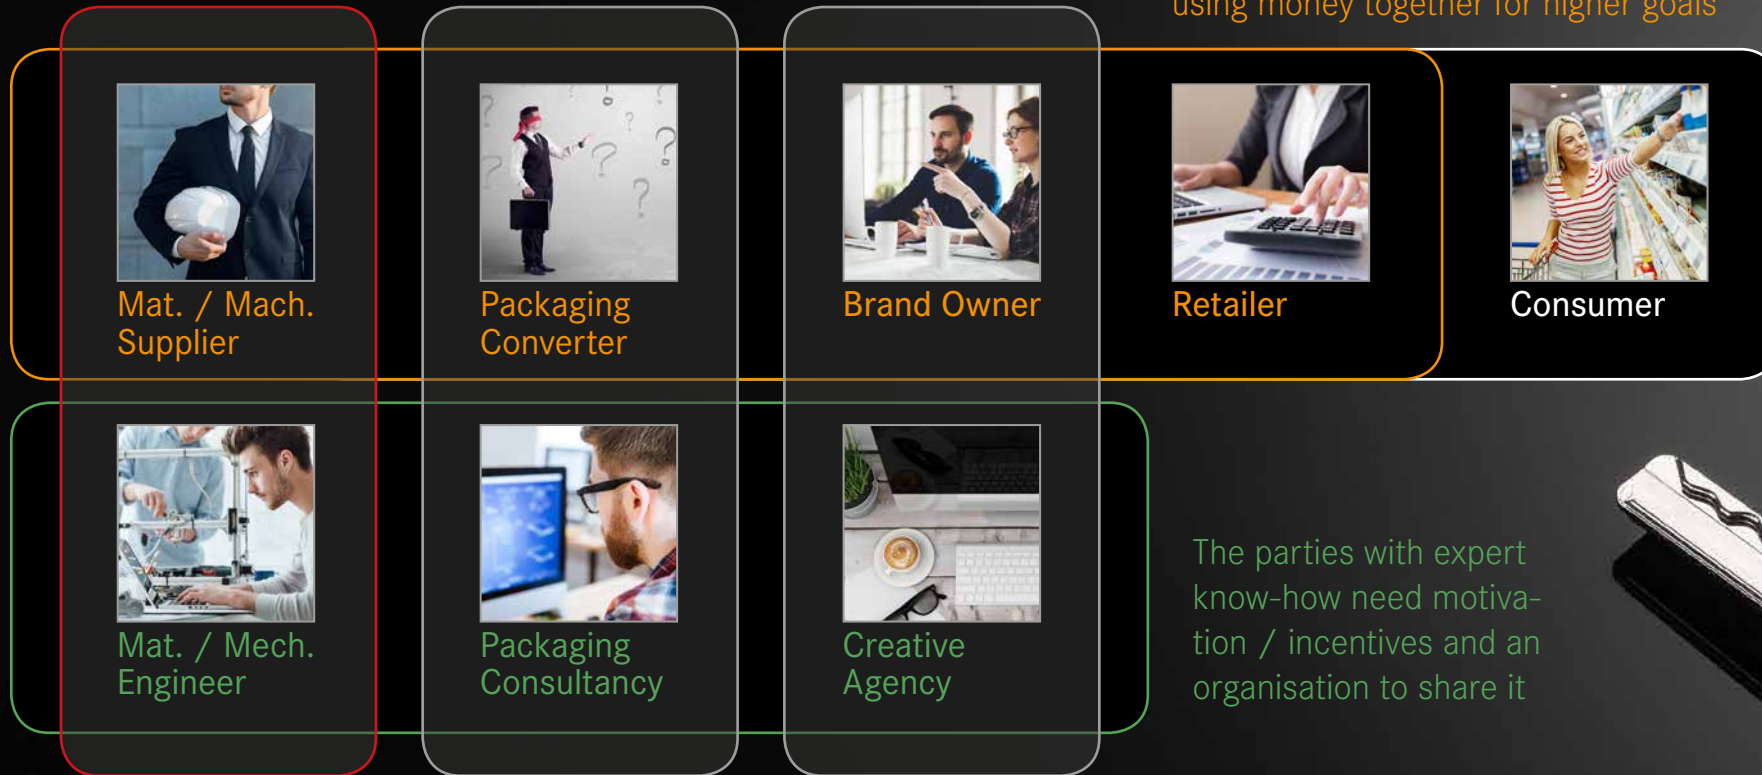 using money together for higher goals
Mat. / Mach.
Supplier
Packaging
Converter
Brand Owner
Retailer
Consumer
Mat. / Mech.
Engineer
Packaging
Consultancy
Creative
Agency
The parties with expert
know-how need motiva-
tion / incentives and an
organisation to share it